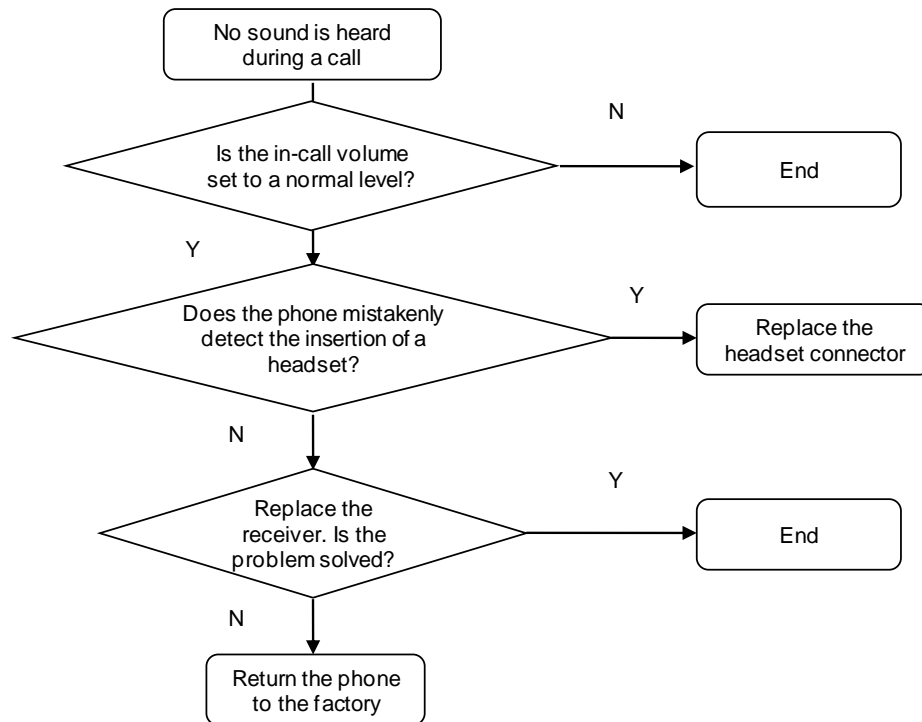 No sound is heard
during a call
N
Is the in-call volume
set to a normal level?
End
Y
Does the phone mistakenly
detect the insertion of a
headset?
Y
Replace the
headset connector
N
Y
Replace the
receiver. Is the
problem solved?
End
N
Return the phone
to the factory